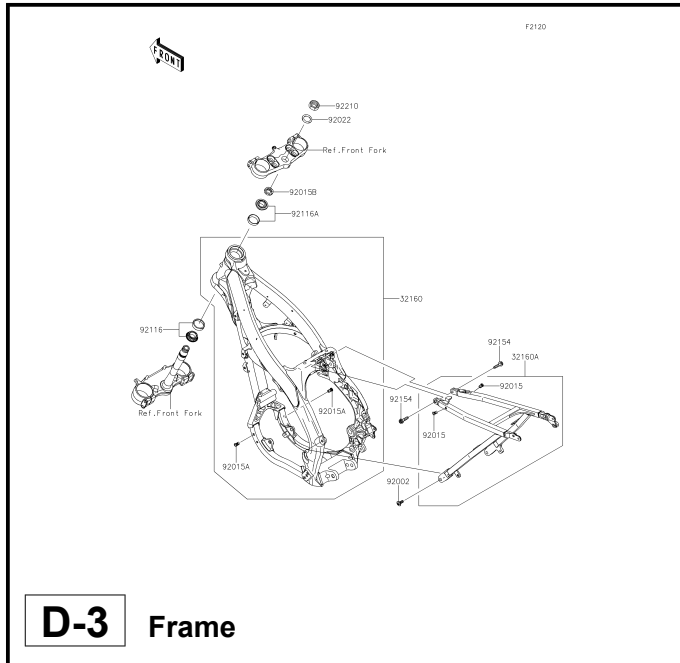 F2120
FRONT
92210
92022
Ref.Front Fork
92015B
92116A
32160
92116
92154
32160A
92015
92154
92015A
92015
Ref.Front Fork
92015A
92002
D-3 Frame